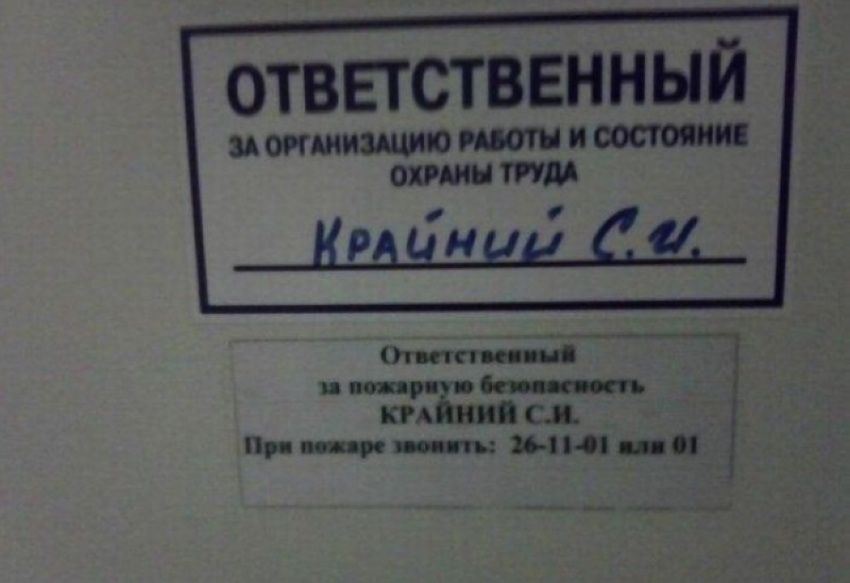 ОТВЕТСТВЕННЫЙ
ЗА ОРГАНИЗАЦИЮ РАБОТЫ И СОСТОЯНИЕ
ОХРАНЫ ТРУДА
КРАЙНИЙ С.И.
Ответственный
за пожарную безопасность
КРАЙНИЙ С.И.
При пожаре звонить: 26-11-01 или 01